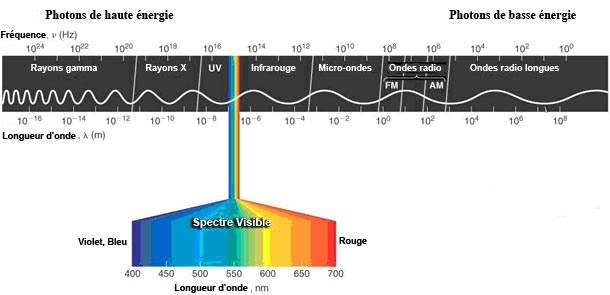 Photons de haute énergie Photons de basse énergie
Fréquence, ν (Hz)
10²⁴ 10²² 10²⁰ 10¹⁸ 10¹⁶ 10¹⁴ 10¹² 10¹⁰ 10⁸ 10⁶ 10⁴ 10² 10⁰
Rayons gamma Rayons X UV Infrarouge Micro-ondes Ondes radio Ondes radio longues
FM AM
10⁻¹⁶ 10⁻¹⁴ 10⁻¹² 10⁻¹⁰ 10⁻⁸ 10⁻⁶ 10⁻⁴ 10⁻² 10⁰ 10² 10⁴ 10⁶ 10⁸
Longueur d'onde , λ (m)
Spectre Visible
Violet, Bleu Rouge
400 450 500 550 600 650 700
Longueur d'onde , nm